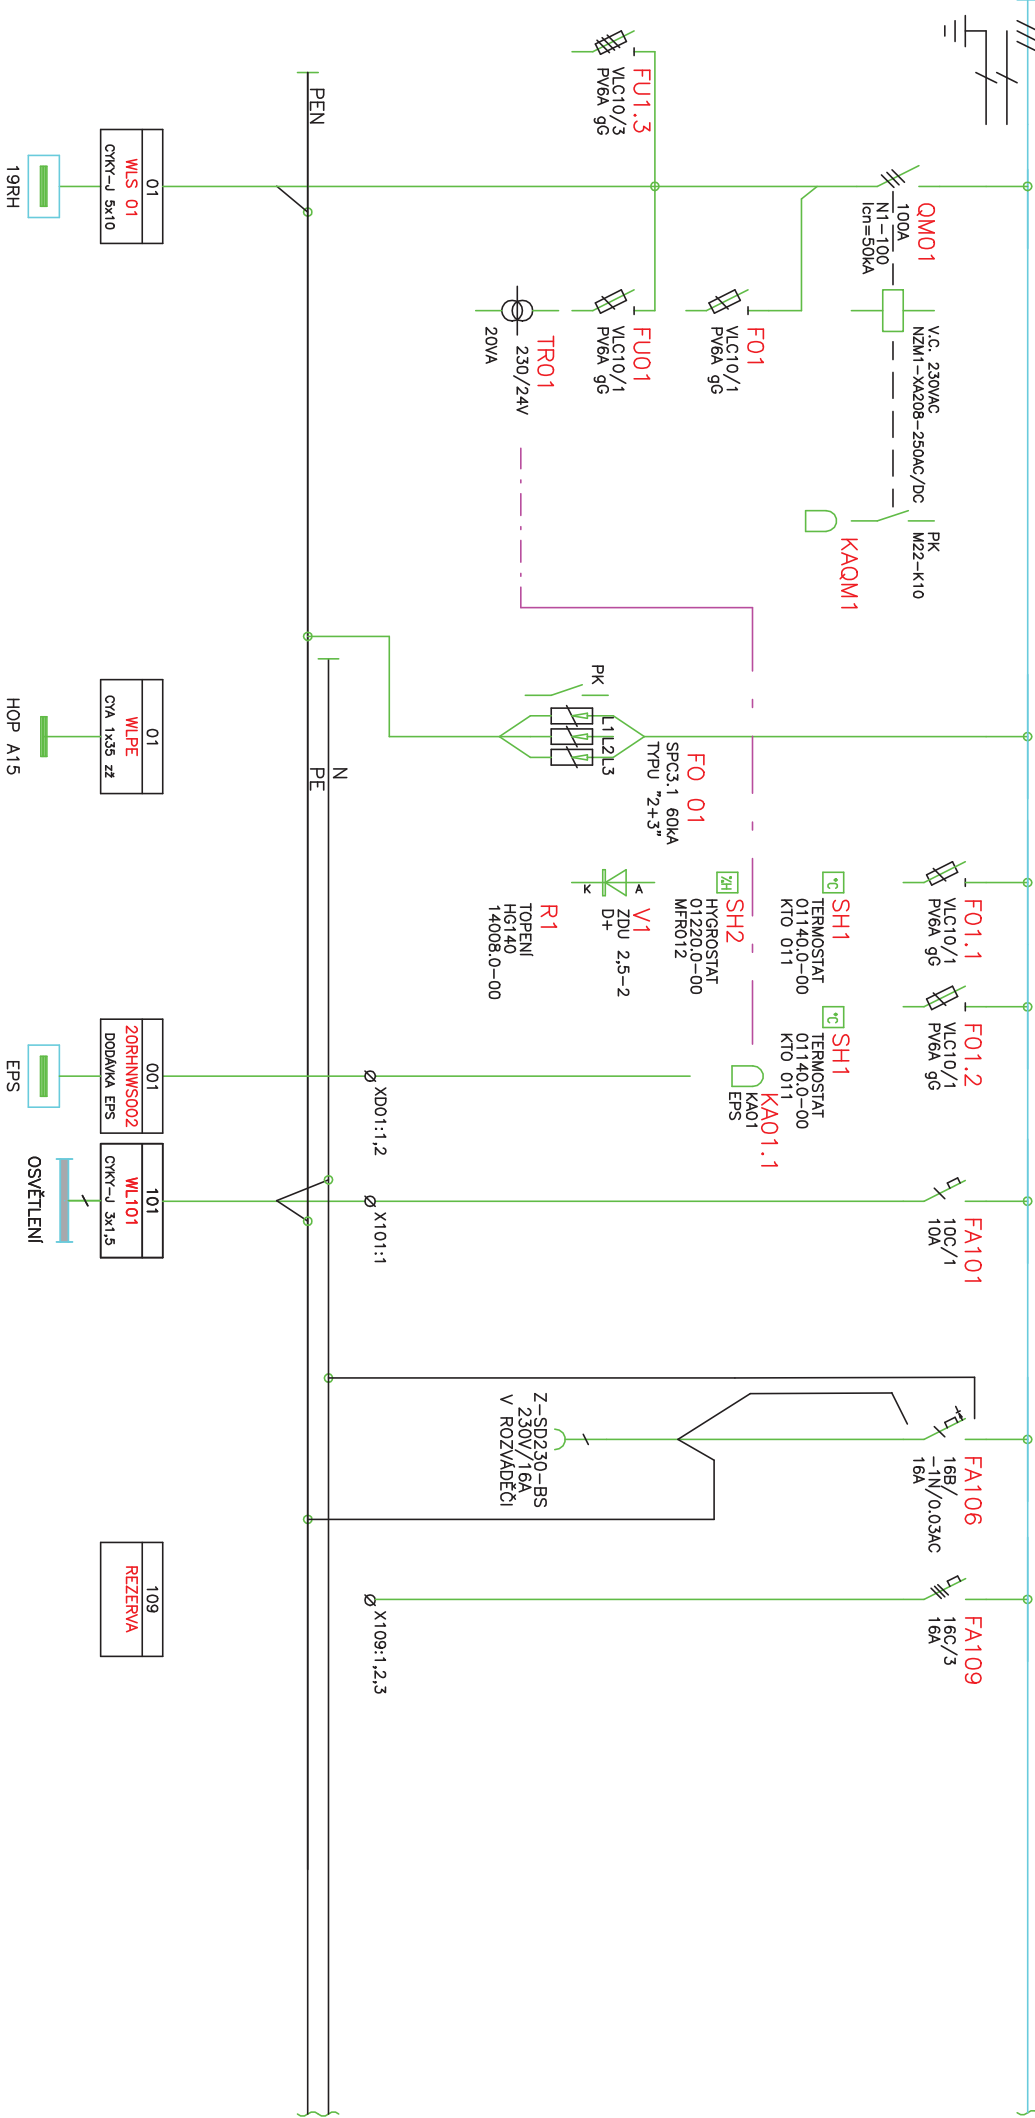 QM01
100A
N1-100
Icn=50kA
V.C. 230VAC
NZM1-XA208-250AC/DC
PK
M22-K10
KAQM1
FU1.3
VLC10/3
PV6A gG
F01
VLC10/1
PV6A gG
FU01
VLC10/1
PV6A gG
TR01
230/24V
20VA
PEN
01
WLS 01
CYKY-J 5x10
19RH
PK
L1
L2
L3
FO 01
SPC3.1 60kA
TYPU "2+3"
N
PE
01
WLPE
CYA 1x35 zž
HOP A15
F01.1
VLC10/1
PV6A gG
F01.2
VLC10/1
PV6A gG
°C
SH1
TERMOSTAT
01140.0-00
KTO 011
°C
SH1
TERMOSTAT
01140.0-00
KTO 011
%H
SH2
HYGROSTAT
01220.0-00
MFR012
KA01.1
KA01
EPS
A
K
V1
ZDU 2,5-2
D+
R1
TOPENÍ
HG140
14008.0-00
XD01:1,2
001
20RHNWS002
DODÁVKA EPS
EPS
FA101
10C/1
10A
X101:1
101
WL101
CYKY-J 3x1,5
OSVĚTLENÍ
FA106
16B/
-1N/0.03AC
16A
Z-SD230-BS
230V/16A
V ROZVÁDĚČI
FA109
16C/3
16A
X109:1,2,3
109
REZERVA